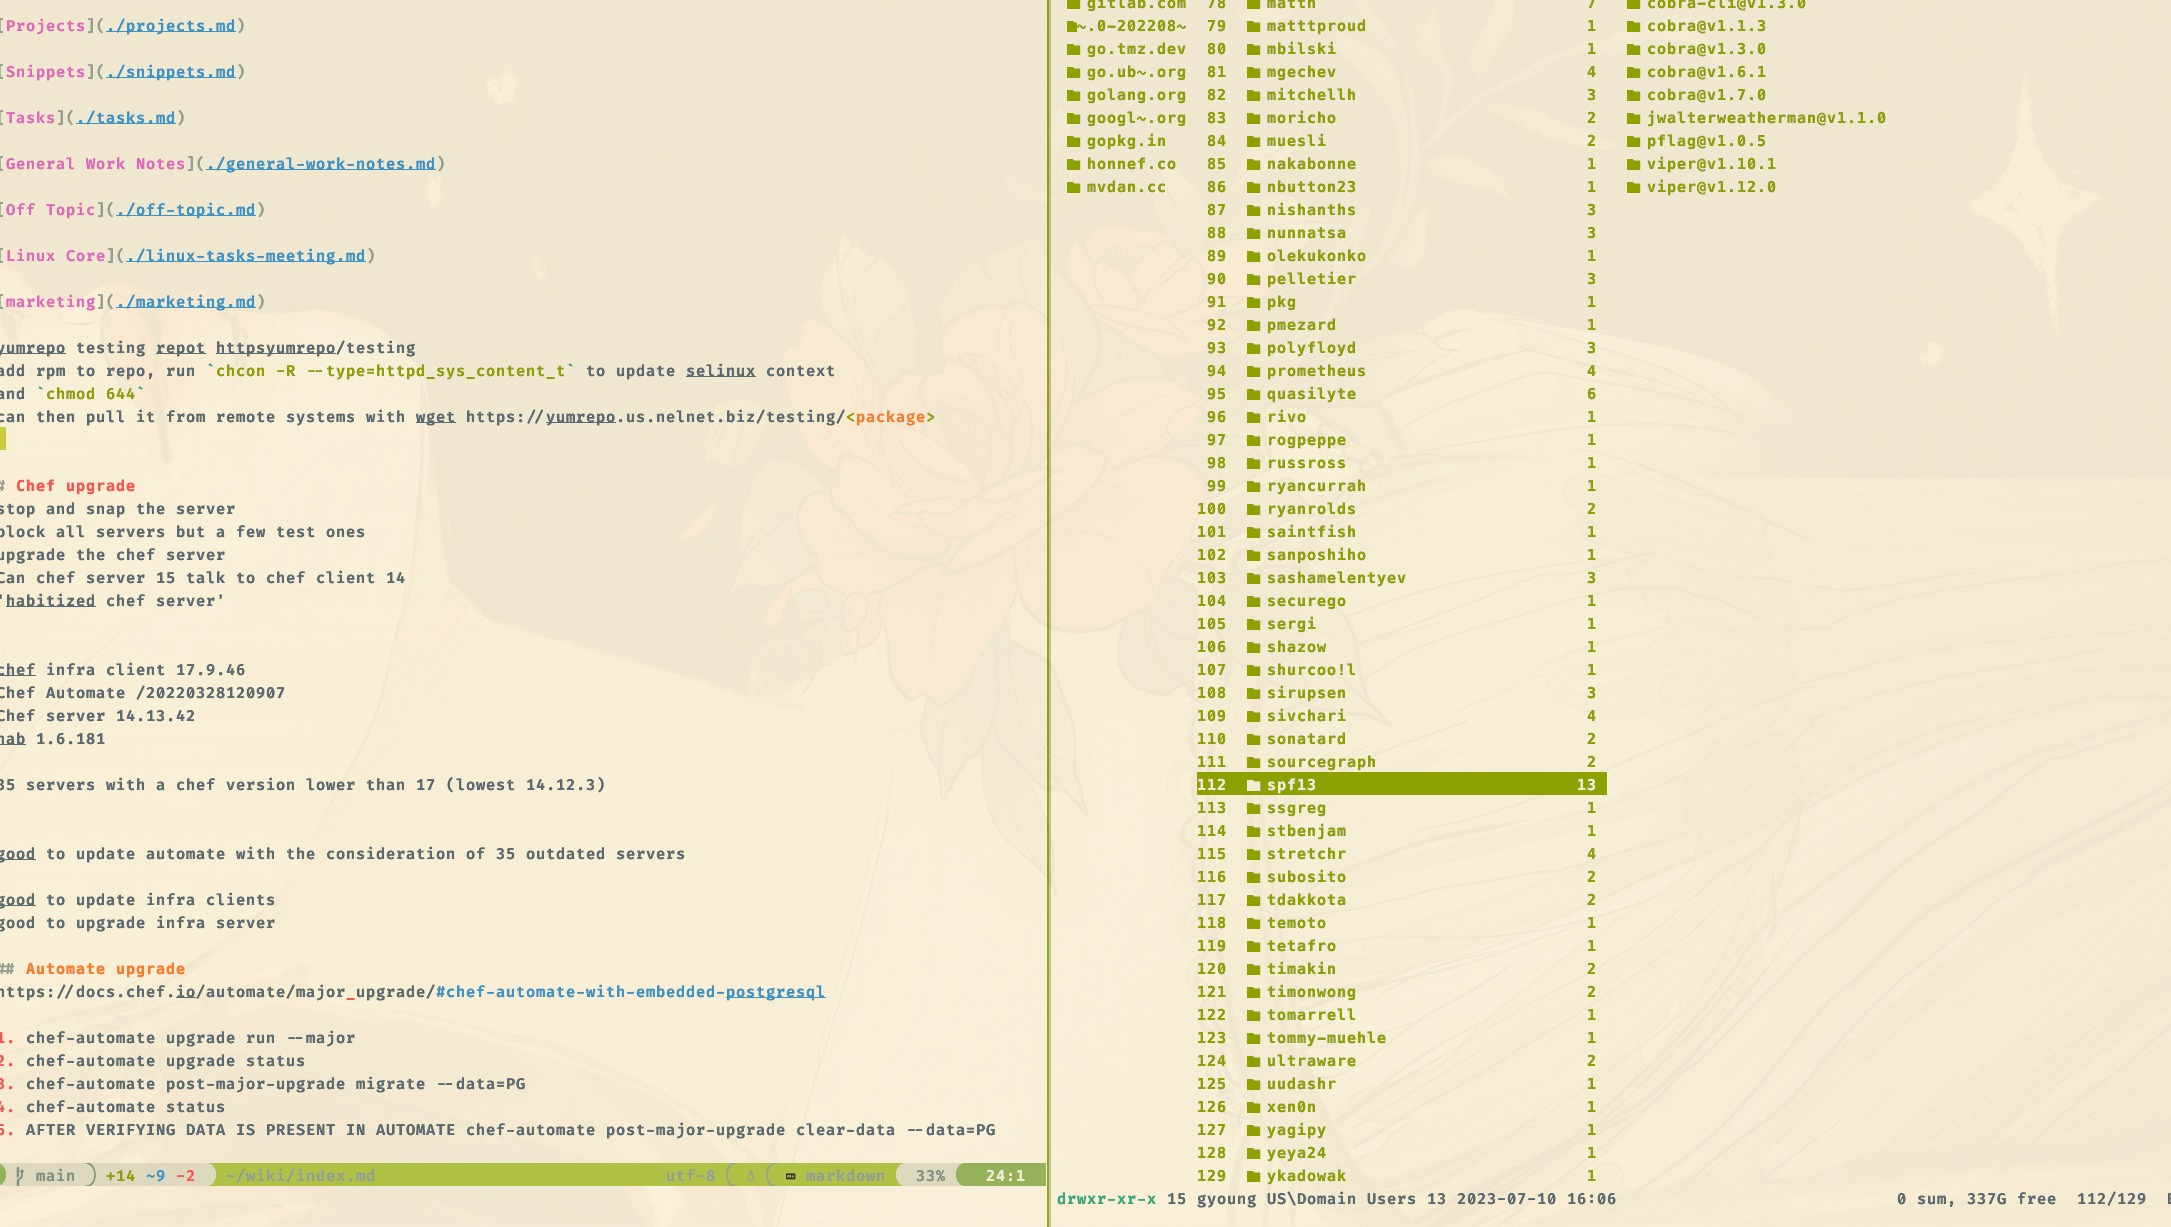 [Projects](./projects.md)
[Snippets](./snippets.md)
[Tasks](./tasks.md)
[General Work Notes](./general-work-notes.md)
[Off Topic](./off-topic.md)
[Linux Core](./linux-tasks-meeting.md)
[marketing](./marketing.md)
yumrepo testing repot httpsyumrepo/testing
add rpm to repo, run `chcon -R --type=httpd_sys_content_t` to update selinux context
and `chmod 644`
can then pull it from remote systems with wget https://yumrepo.us.nelnet.biz/testing/<package>
# Chef upgrade
stop and snap the server
block all servers but a few test ones
upgrade the chef server
Can chef server 15 talk to chef client 14
'habitized chef server'
chef infra client 17.9.46
Chef Automate /20220328120907
Chef server 14.13.42
hab 1.6.181
35 servers with a chef version lower than 17 (lowest 14.12.3)
good to update automate with the consideration of 35 outdated servers
good to update infra clients
good to upgrade infra server
## Automate upgrade
https://docs.chef.io/automate/major_upgrade/#chef-automate-with-embedded-postgresql
1. chef-automate upgrade run --major
2. chef-automate upgrade status
3. chef-automate post-major-upgrade migrate --data=PG
4. chef-automate status
5. AFTER VERIFYING DATA IS PRESENT IN AUTOMATE chef-automate post-major-upgrade clear-data --data=PG
main +14 ~9 -2 ~/wiki/index.md utf-8 markdown 33% 24:1
gitlab.com
~.0-202208~
go.tmz.dev
go.ub~.org
golang.org
googl~.org
gopkg.in
honnef.co
mvdan.cc
78 matth 7
79 matttproud 1
80 mbilski 1
81 mgechev 4
82 mitchellh 3
83 moricho 2
84 muesli 2
85 nakabonne 1
86 nbutton23 1
87 nishanths 3
88 nunnatsa 3
89 olekukonko 1
90 pelletier 3
91 pkg 1
92 pmezard 1
93 polyfloyd 3
94 prometheus 4
95 quasilyte 6
96 rivo 1
97 rogpeppe 1
98 russross 1
99 ryancurrah 1
100 ryanrolds 2
101 saintfish 1
102 sanposhiho 1
103 sashamelentyev 3
104 securego 1
105 sergi 1
106 shazow 1
107 shurcoo!l 1
108 sirupsen 3
109 sivchari 4
110 sonatard 2
111 sourcegraph 2
112 spf13 13
113 ssgreg 1
114 stbenjam 1
115 stretchr 4
116 subosito 2
117 tdakkota 2
118 temoto 1
119 tetafro 1
120 timakin 2
121 timonwong 2
122 tomarrell 1
123 tommy-muehle 1
124 ultraware 2
125 uudashr 1
126 xen0n 1
127 yagipy 1
128 yeya24 1
129 ykadowak 1
cobra-cli@v1.3.0
cobra@v1.1.3
cobra@v1.3.0
cobra@v1.6.1
cobra@v1.7.0
jwalterweatherman@v1.1.0
pflag@v1.0.5
viper@v1.10.1
viper@v1.12.0
drwxr-xr-x 15 gyoung US\Domain Users 13 2023-07-10 16:06 0 sum, 337G free 112/129